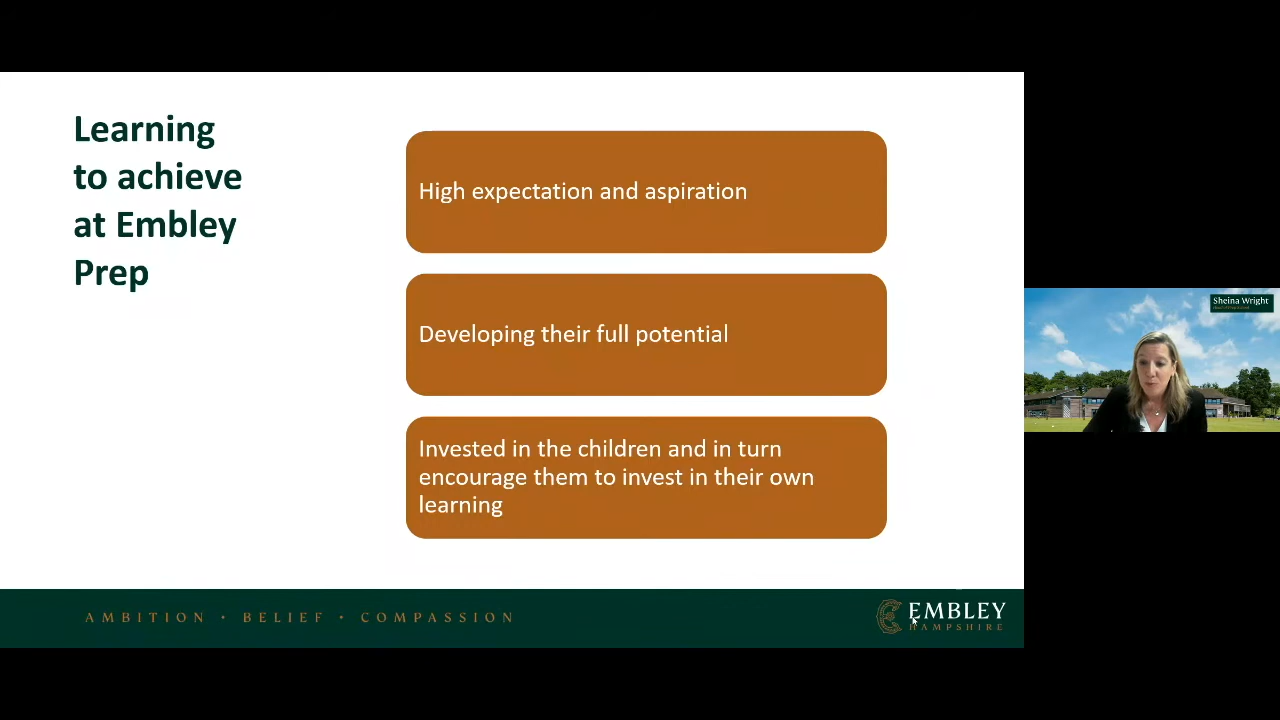 Learning
to achieve
at Embley
Prep
High expectation and aspiration
Developing their full potential
Invested in the children and in turn
encourage them to invest in their own
learning
AMBITION · BELIEF · COMPASSION
EMBLEY
HAMPSHIRE
Sheina Wright